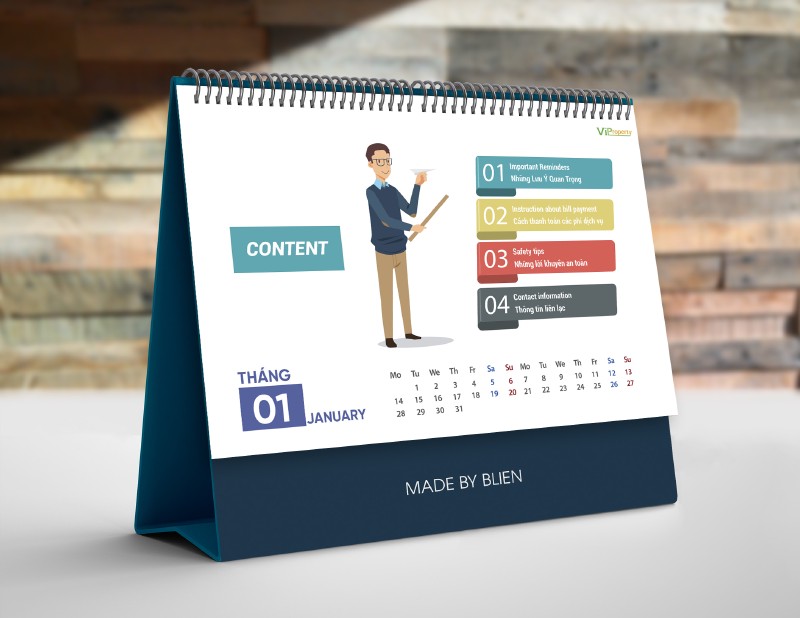 ViProperty
CONTENT
01 Important Reminders
Những Lưu Ý Quan Trọng
02 Instruction about bill payment
Cách thanh toán các phí dịch vụ
03 Safety tips
Những lời khuyên an toàn
04 Contact information
Thông tin liên lạc
THÁNG
01 JANUARY
Mo Tu We Th Fr Sa Su Mo Tu We Th Fr Sa Su
1 2 3 4 5 6 7 8 9 10 11 12 13
14 15 16 17 18 19 20 21 22 23 24 25 26 27
28 29 30 31
MADE BY BLIEN